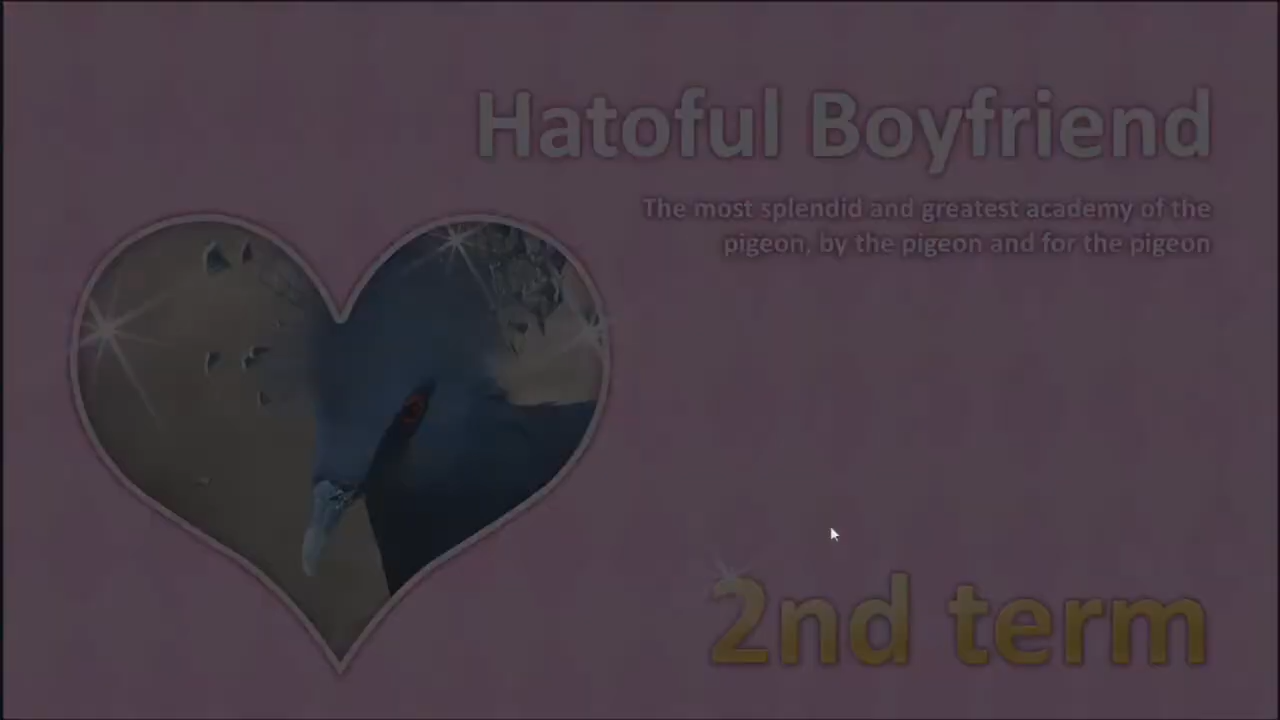 Hatoful Boyfriend
The most splendid and greatest academy of the
pigeon, by the pigeon and for the pigeon
2nd term